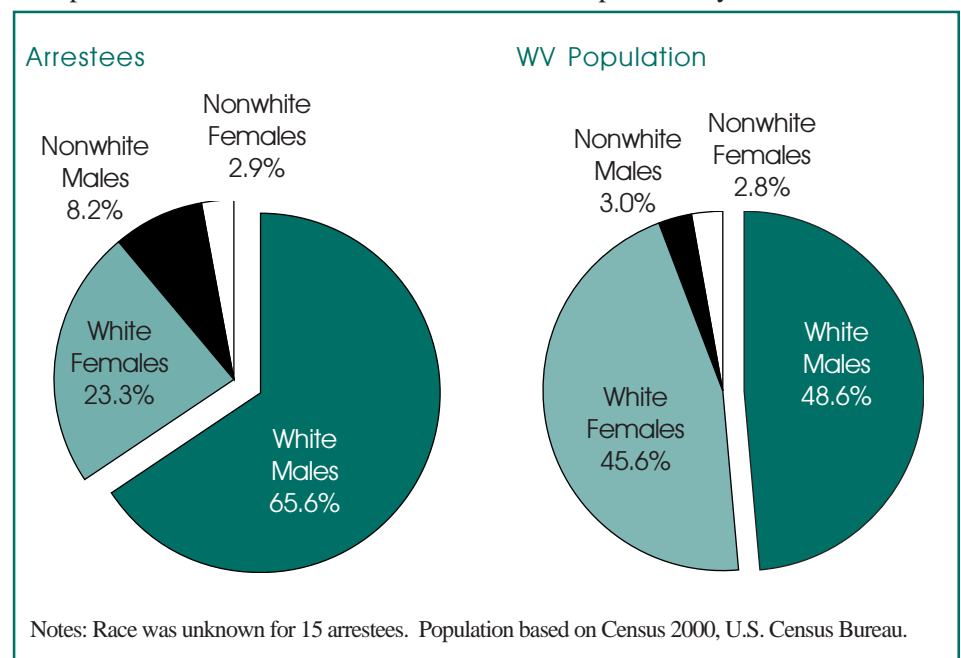 Arrestees
Nonwhite
Females
2.9%
Nonwhite
Males
8.2%
White
Females
23.3%
White
Males
65.6%
WV Population
Nonwhite
Females
2.8%
Nonwhite
Males
3.0%
White
Males
48.6%
White
Females
45.6%
Notes: Race was unknown for 15 arrestees. Population based on Census 2000, U.S. Census Bureau.